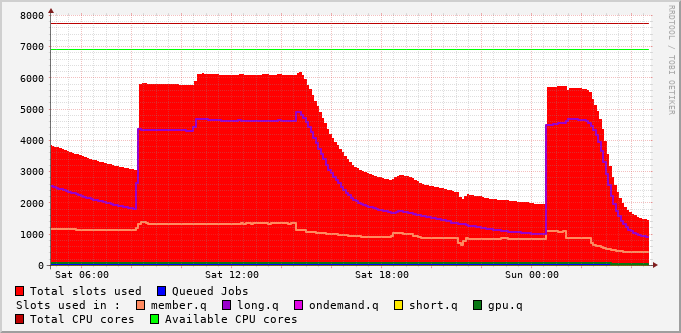 8000
7000
6000
5000
4000
3000
2000
1000
0
Sat 06:00 Sat 12:00 Sat 18:00 Sun 00:00
RRDTOOL / TOBI OETIKER
Total slots used Queued Jobs
Slots used in : member.q long.q ondemand.q short.q gpu.q
Total CPU cores Available CPU cores